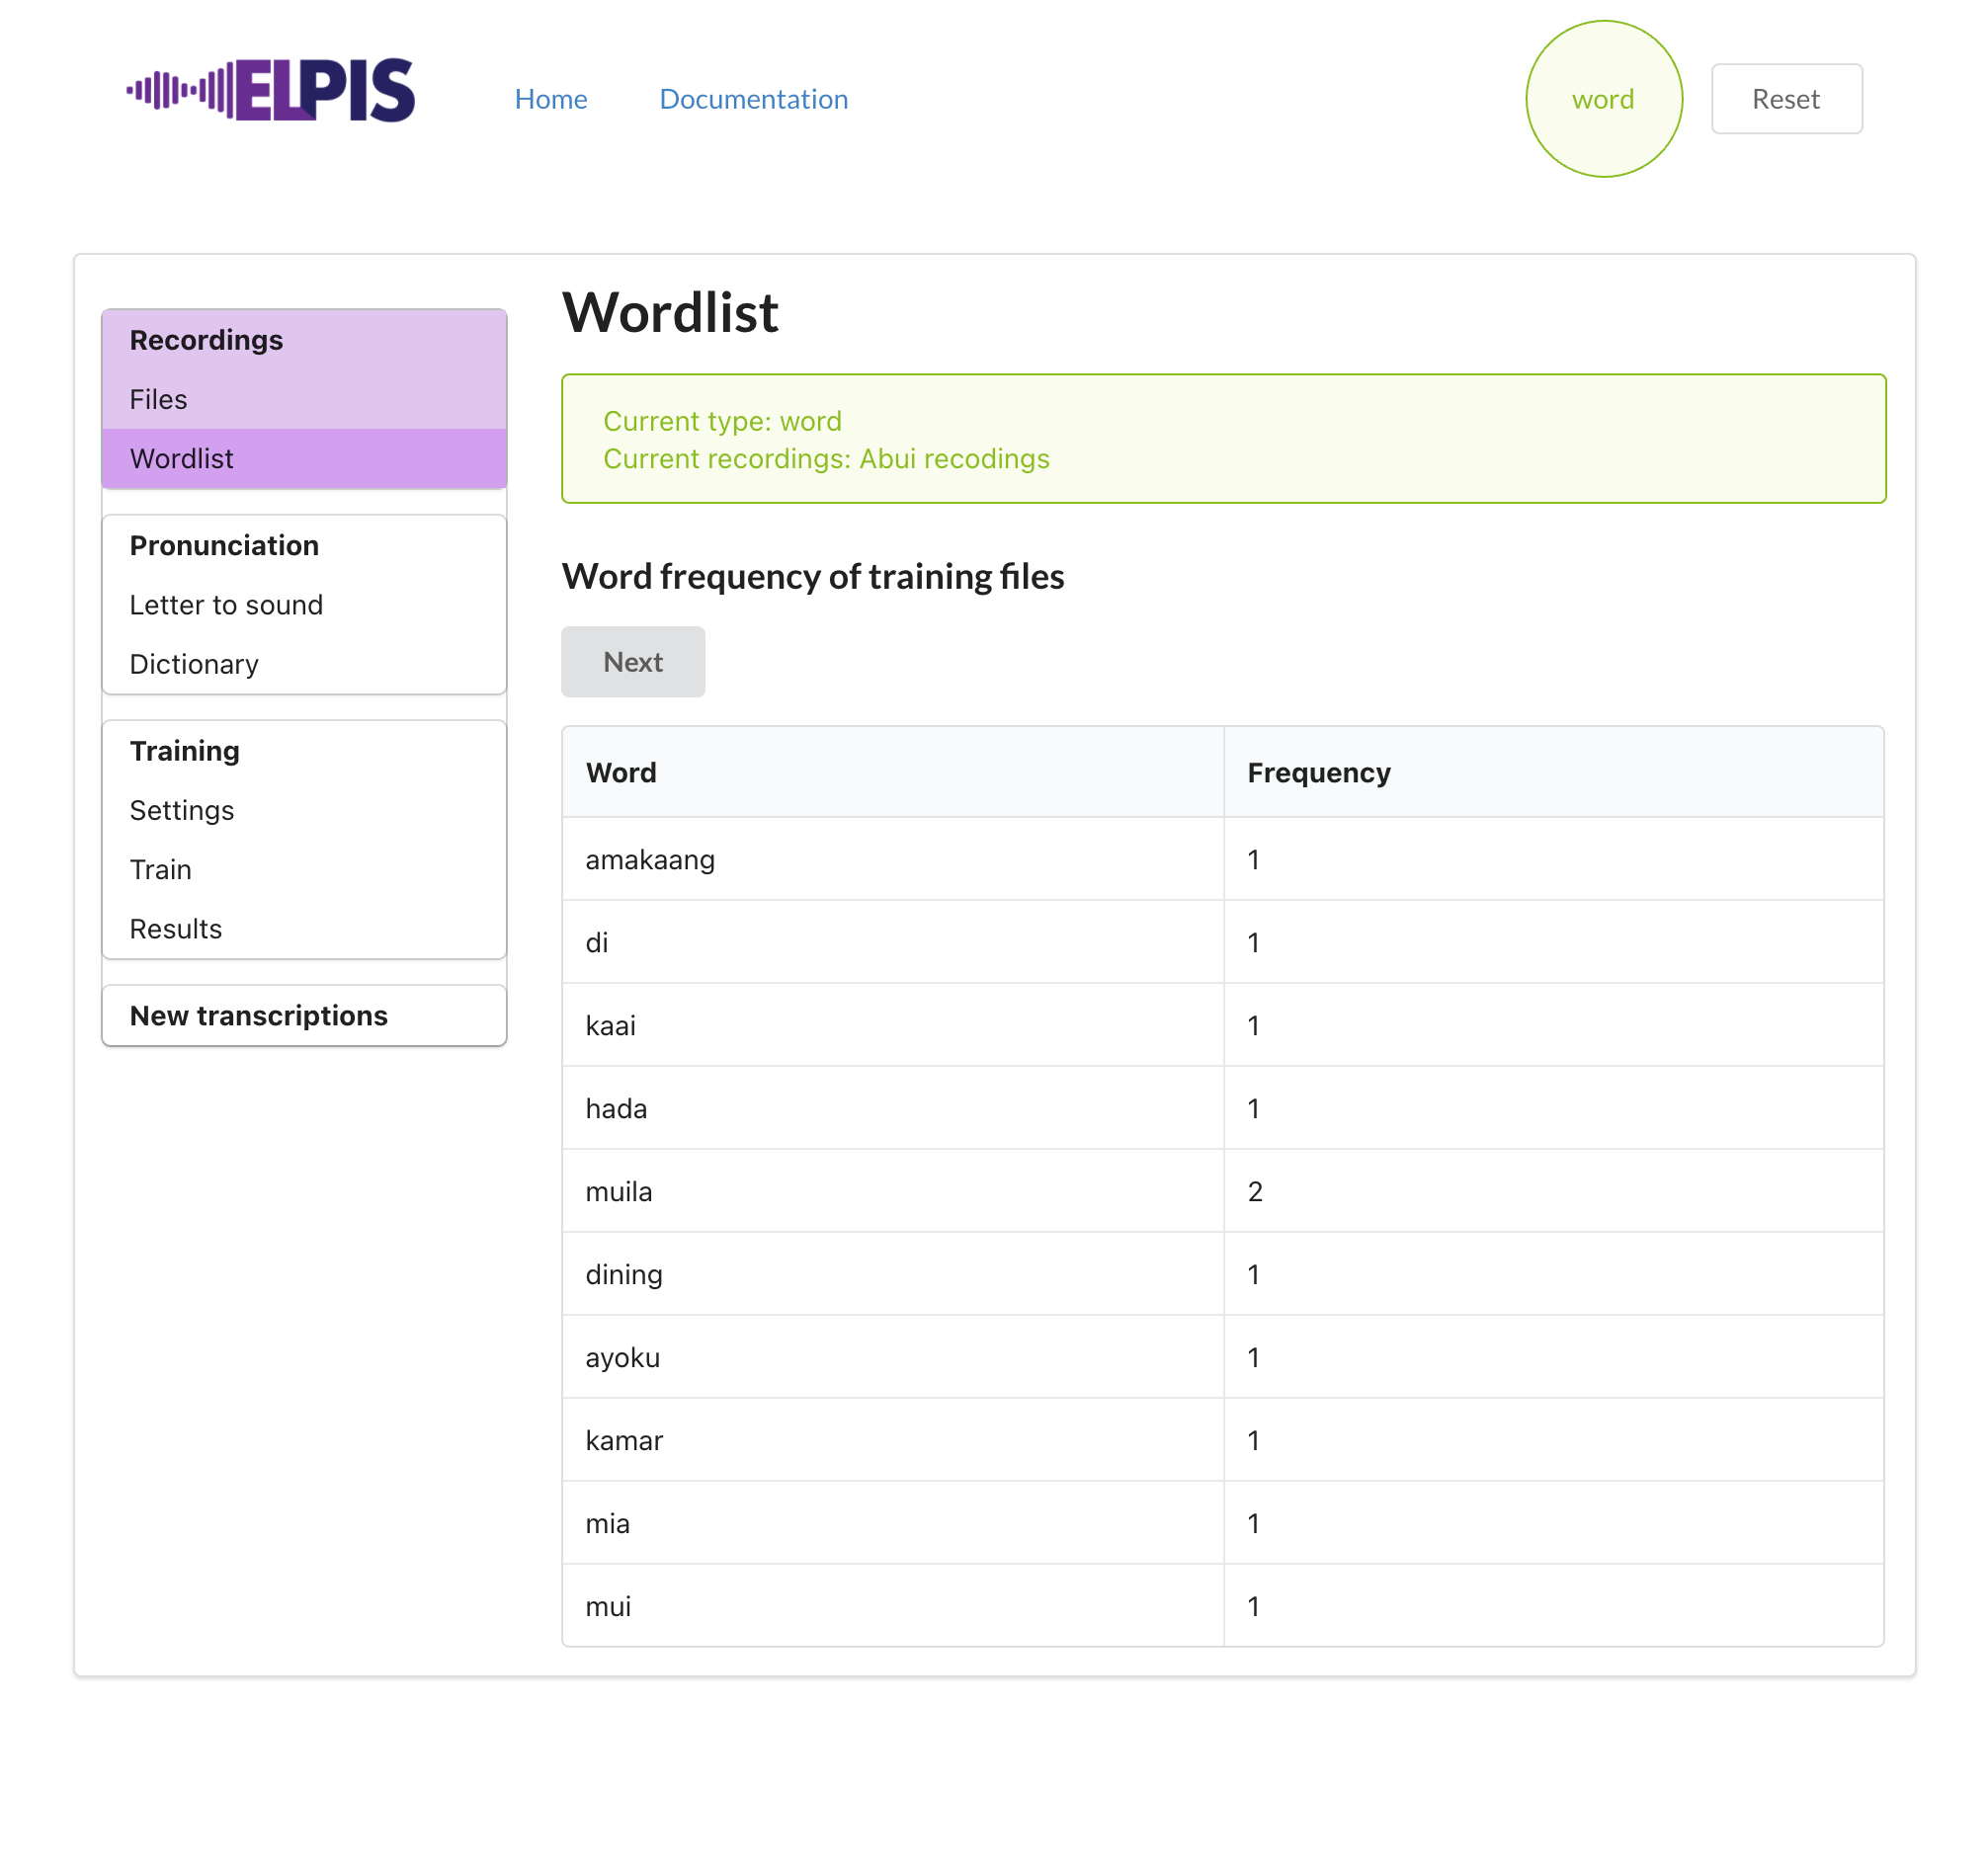 ELPIS Home Documentation word Reset
Recordings
Files
Wordlist
Pronunciation
Letter to sound
Dictionary
Training
Settings
Train
Results
New transcriptions
Wordlist
Current type: word
Current recordings: Abui recodings
Word frequency of training files
Next
Word Frequency
amakaang 1
di 1
kaai 1
hada 1
muila 2
dining 1
ayoku 1
kamar 1
mia 1
mui 1